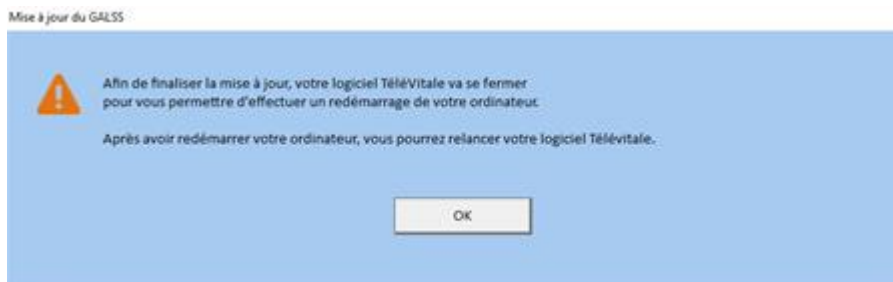 Mise à jour du GALSS
Afin de finaliser la mise à jour, votre logiciel TéléVitale va se fermer
pour vous permettre d'effectuer un redémarrage de votre ordinateur.
Après avoir redémarrer votre ordinateur, vous pourrez relancer votre logiciel Télévitale.
OK